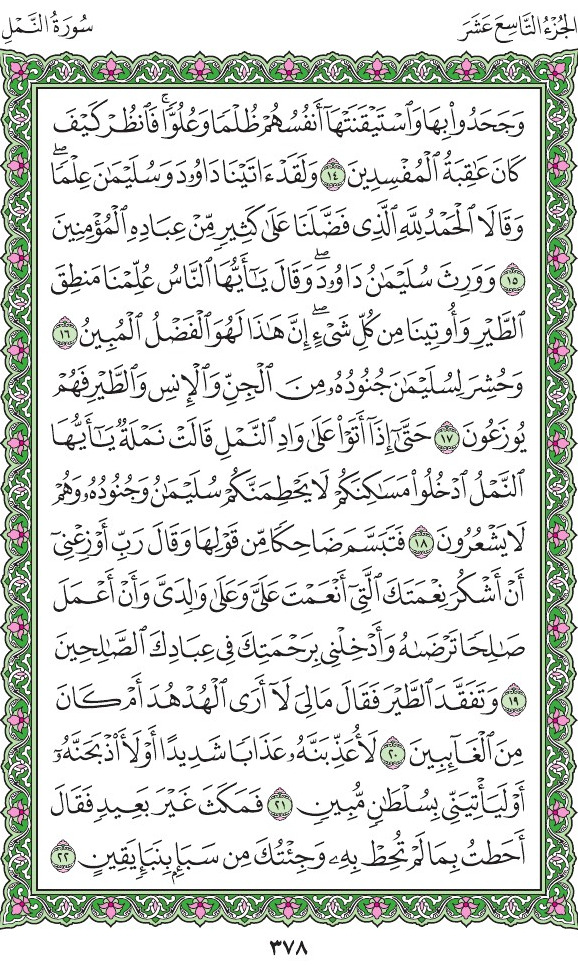 الجُزْءُ التَّاسِعَ عَشَرَ
سُورَةُ النَّمْلِ
وَجَحَدُوا۟ بِهَا وَٱسْتَيْقَنَتْهَآ أَنفُسُهُمْ ظُلْمًا وَعُلُوًّا ۚ فَٱنظُرْ كَيْفَ
كَانَ عَٰقِبَةُ ٱلْمُفْسِدِينَ ١٤ وَلَقَدْ ءَاتَيْنَا دَاوُۥدَ وَسُلَيْمَٰنَ عِلْمًا ۖ
وَقَالَا ٱلْحَمْدُ لِلَّهِ ٱلَّذِى فَضَّلَنَا عَلَىٰ كَثِيرٍ مِّنْ عِبَادِهِ ٱلْمُؤْمِنِينَ
١٥ وَوَرِثَ سُلَيْمَٰنُ دَاوُۥدَ ۖ وَقَالَ يَٰٓأَيُّهَا ٱلنَّاسُ عُلِّمْنَا مَنطِقَ
ٱلطَّيْرِ وَأُوتِينَا مِن كُلِّ شَىْءٍ ۖ إِنَّ هَٰذَا لَهُوَ ٱلْفَضْلُ ٱلْمُبِينُ ١٦
وَحُشِرَ لِسُلَيْمَٰنَ جُنُودُهُۥ مِنَ ٱلْجِنِّ وَٱلْإِنسِ وَٱلطَّيْرِ فَهُمْ
يُوزَعُونَ ١٧ حَتَّىٰٓ إِذَآ أَتَوْا۟ عَلَىٰ وَادِ ٱلنَّمْلِ قَالَتْ نَمْلَةٌ يَٰٓأَيُّهَا
ٱلنَّمْلُ ٱدْخُلُوا۟ مَسَٰكِنَكُمْ لَا يَحْطِمَنَّكُمْ سُلَيْمَٰنُ وَجُنُودُهُۥ وَهُمْ
لَا يَشْعُرُونَ ١٨ فَتَبَسَّمَ ضَاحِكًا مِّن قَوْلِهَا وَقَالَ رَبِّ أَوْزِعْنِىٓ
أَنْ أَشْكُرَ نِعْمَتَكَ ٱلَّتِىٓ أَنْعَمْتَ عَلَىَّ وَعَلَىٰ وَٰلِدَىَّ وَأَنْ أَعْمَلَ
صَٰلِحًا تَرْضَىٰهُ وَأَدْخِلْنِى بِرَحْمَتِكَ فِى عِبَادِكَ ٱلصَّٰلِحِينَ
١٩ وَتَفَقَّدَ ٱلطَّيْرَ فَقَالَ مَالِىَ لَآ أَرَى ٱلْهُدْهُدَ أَمْ كَانَ
مِنَ ٱلْغَآئِبِينَ ٢٠ لَأُعَذِّبَنَّهُۥ عَذَابًا شَدِيدًا أَوْ لَأَا۟ذْبَحَنَّهُۥٓ
أَوْ لَيَأْتِيَنِّى بِسُلْطَٰنٍ مُّبِينٍ ٢١ فَمَكَثَ غَيْرَ بَعِيدٍ فَقَالَ
أَحَطتُ بِمَا لَمْ تُحِطْ بِهِۦ وَجِئْتُكَ مِن سَبَإٍۭ بِنَبَإٍ يَقِينٍ ٢٢
٣٧٨